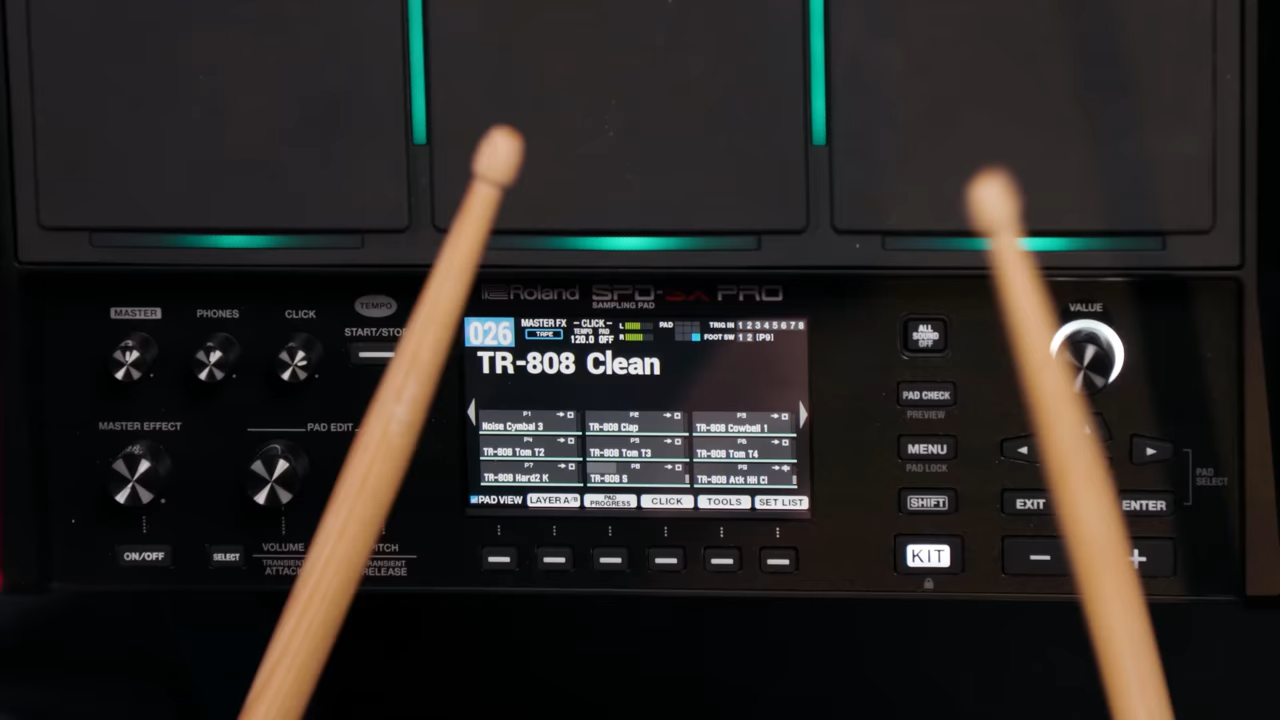 Roland SPD-SX PRO
SAMPLING PAD
MASTER
PHONES
CLICK
TEMPO
START/STO
MASTER EFFECT
PAD EDIT
ON/OFF
SELECT
VOLUME
TRANSIENT
ATTACK
PITCH
TRANSIENT
RELEASE
026
MASTER FX
TAPE
– CLICK –
TEMPO PAD
120.0 OFF
L
R
PAD
TRIG IN 1 2 3 4 5 6 7 8
FOOT SW 1 2 [P9]
TR-808 Clean
P1 P2 P3
Noise Cymbal 3 TR-808 Clap TR-808 Cowbell 1
P4 P5 P6
TR-808 Tom T2 TR-808 Tom T3 TR-808 Tom T4
P7 P8 P9
TR-808 Hard2 K TR-808 S TR-808 Atk HH Cl
PAD VIEW LAYER A/B PAD PROGRESS CLICK TOOLS SET LIST
ALL
SOUND
OFF
PAD CHECK
PREVIEW
MENU
PAD LOCK
SHIFT
KIT
VALUE
PAD
SELECT
EXIT
ENTER
– +